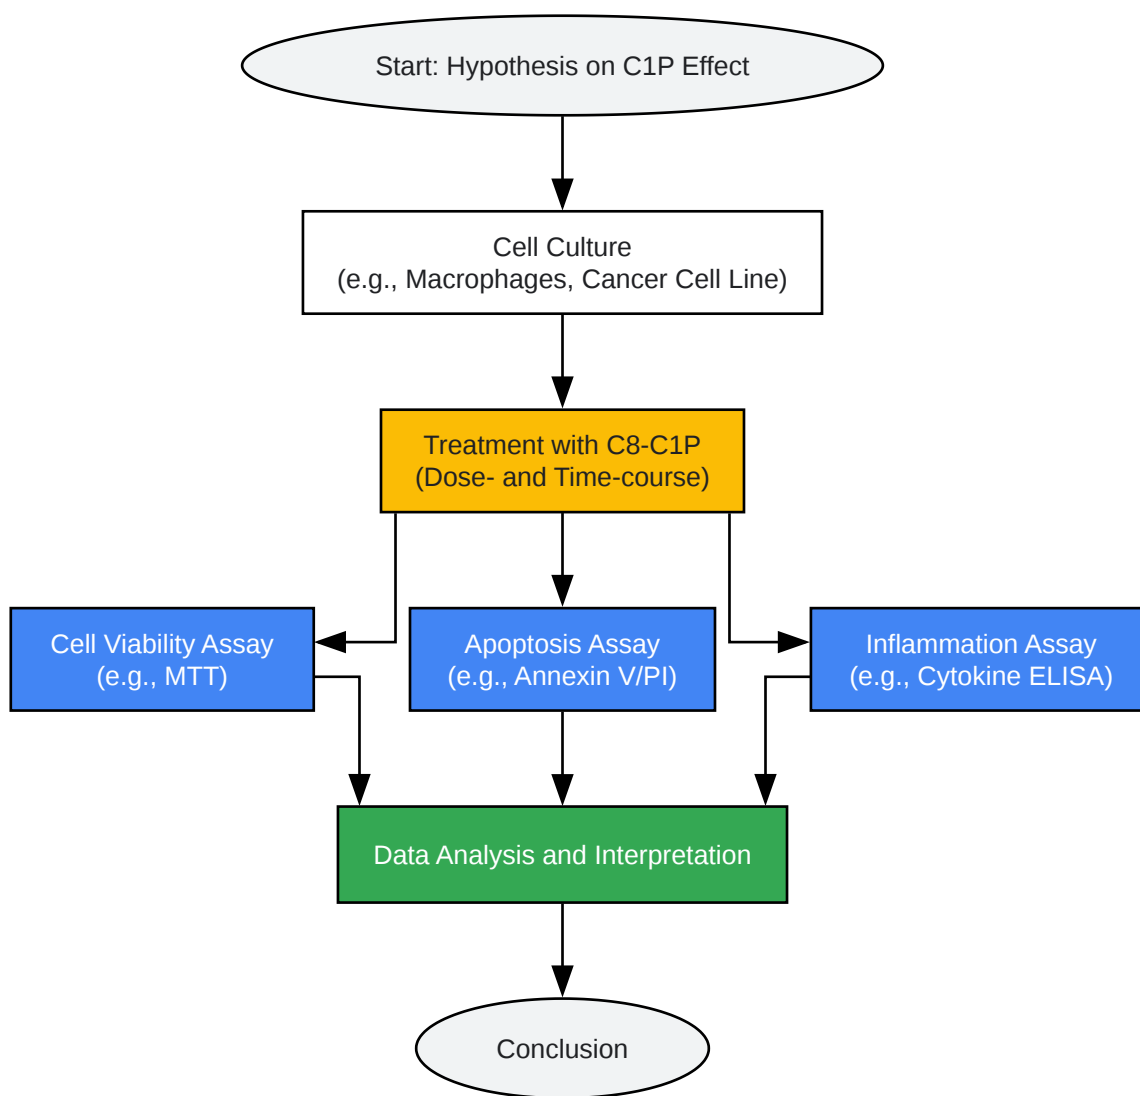 Start: Hypothesis on C1P Effect
Cell Culture
(e.g., Macrophages, Cancer Cell Line)
Treatment with C8-C1P
(Dose- and Time-course)
Cell Viability Assay
(e.g., MTT)
Apoptosis Assay
(e.g., Annexin V/PI)
Inflammation Assay
(e.g., Cytokine ELISA)
Data Analysis and Interpretation
Conclusion